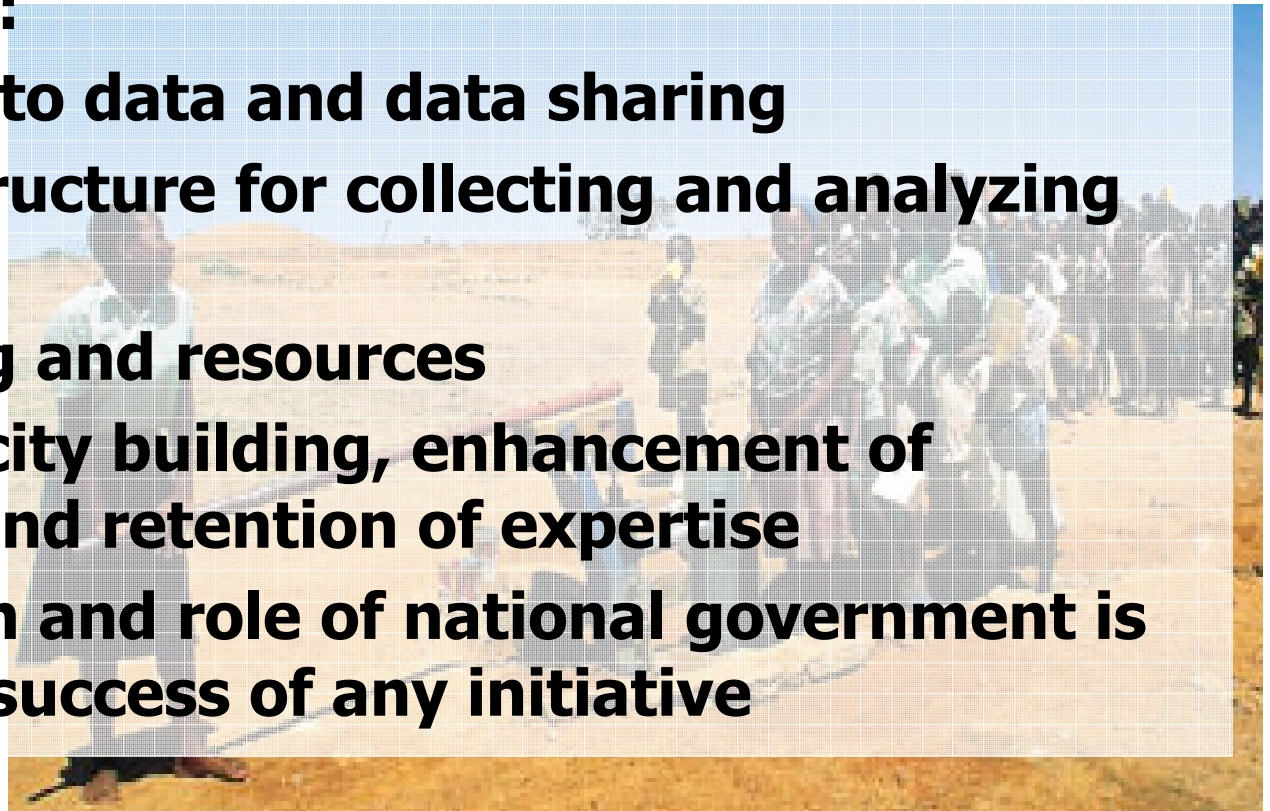 :
to data and data sharing
ructure for collecting and analyzing
g and resources
city building, enhancement of
nd retention of expertise
n and role of national government is
success of any initiative